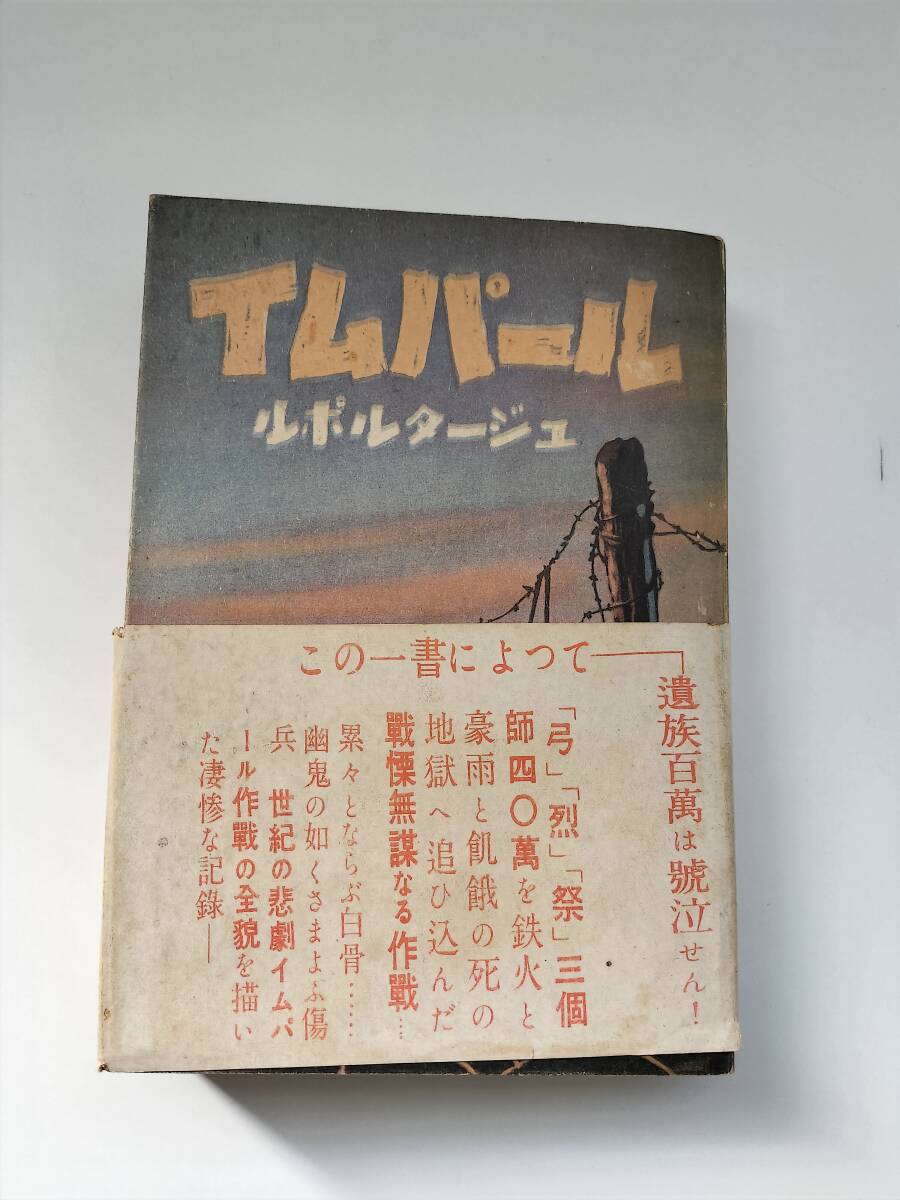 イムパール
ルポルタージュ
この一書によつて──
遺族百萬は號泣せん！
「弓」「烈」「祭」三個
師四〇萬を鉄火と
豪雨と飢餓の死の
地獄へ追ひ込んだ
戰慄無謀なる作戰…
累々とならぶ白骨……
幽鬼の如くさまよふ傷
兵　世紀の悲劇イムパ
ール作戰の全貌を描い
た凄惨な記錄──